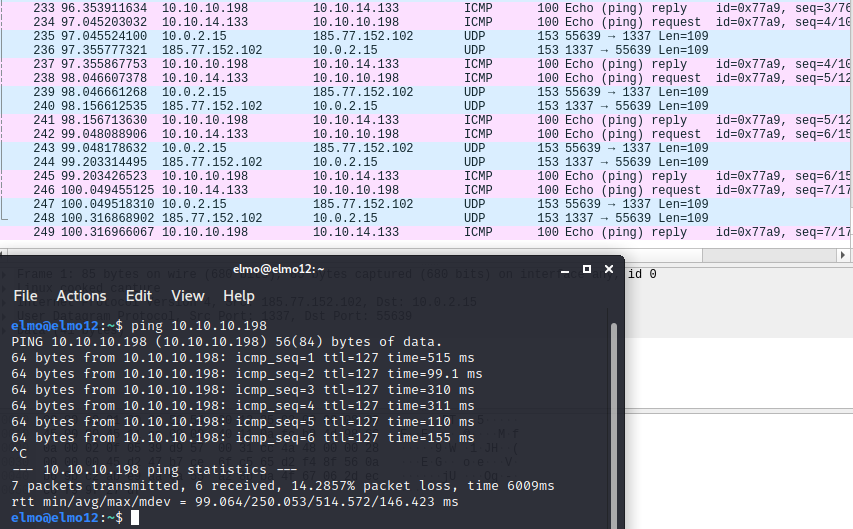 233 96.353911634 10.10.10.198 10.10.14.133 ICMP 100 Echo (ping) reply id=0x77a9, seq=3/76
234 97.045203032 10.10.14.133 10.10.10.198 ICMP 100 Echo (ping) request id=0x77a9, seq=4/10
235 97.045524100 10.0.2.15 185.77.152.102 UDP 153 55639 → 1337 Len=109
236 97.355777321 185.77.152.102 10.0.2.15 UDP 153 1337 → 55639 Len=109
237 97.355867753 10.10.10.198 10.10.14.133 ICMP 100 Echo (ping) reply id=0x77a9, seq=4/10
238 98.046607378 10.10.14.133 10.10.10.198 ICMP 100 Echo (ping) request id=0x77a9, seq=5/12
239 98.046661268 10.0.2.15 185.77.152.102 UDP 153 55639 → 1337 Len=109
240 98.156612535 185.77.152.102 10.0.2.15 UDP 153 1337 → 55639 Len=109
241 98.156713630 10.10.10.198 10.10.14.133 ICMP 100 Echo (ping) reply id=0x77a9, seq=5/12
242 99.048088906 10.10.14.133 10.10.10.198 ICMP 100 Echo (ping) request id=0x77a9, seq=6/15
243 99.048178632 10.0.2.15 185.77.152.102 UDP 153 55639 → 1337 Len=109
244 99.203314495 185.77.152.102 10.0.2.15 UDP 153 1337 → 55639 Len=109
245 99.203426523 10.10.10.198 10.10.14.133 ICMP 100 Echo (ping) reply id=0x77a9, seq=6/15
246 100.049455125 10.10.14.133 10.10.10.198 ICMP 100 Echo (ping) request id=0x77a9, seq=7/17
247 100.049518310 10.0.2.15 185.77.152.102 UDP 153 55639 → 1337 Len=109
248 100.316868902 185.77.152.102 10.0.2.15 UDP 153 1337 → 55639 Len=109
249 100.316966067 10.10.10.198 10.10.14.133 ICMP 100 Echo (ping) reply id=0x77a9, seq=7/17
elmo@elmo12:~
id 0
File Actions Edit View Help
elmo@elmo12:~$ ping 10.10.10.198
PING 10.10.10.198 (10.10.10.198) 56(84) bytes of data.
64 bytes from 10.10.10.198: icmp_seq=1 ttl=127 time=515 ms
64 bytes from 10.10.10.198: icmp_seq=2 ttl=127 time=99.1 ms
64 bytes from 10.10.10.198: icmp_seq=3 ttl=127 time=310 ms
64 bytes from 10.10.10.198: icmp_seq=4 ttl=127 time=311 ms
64 bytes from 10.10.10.198: icmp_seq=5 ttl=127 time=110 ms
64 bytes from 10.10.10.198: icmp_seq=6 ttl=127 time=155 ms
^C
--- 10.10.10.198 ping statistics ---
7 packets transmitted, 6 received, 14.2857% packet loss, time 6009ms
rtt min/avg/max/mdev = 99.064/250.053/514.572/146.423 ms
elmo@elmo12:~$